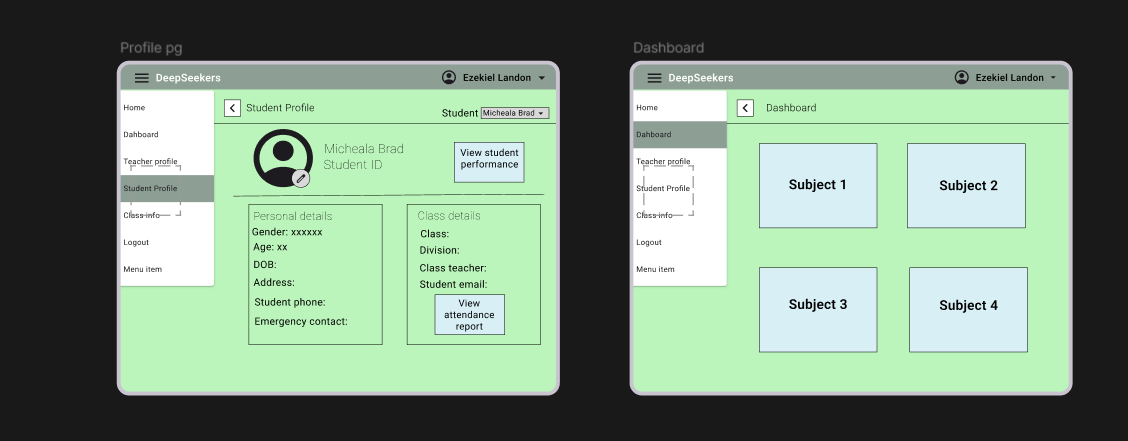 Profile pg
DeepSeekers
Ezekiel Landon
Home
Dahboard
Teacher profile
Student Profile
Class info
Logout
Menu item
Student Profile
Student Micheala Brad
Micheala Brad
Student ID
View student
performance
Personal details
Gender: xxxxxx
Age: xx
DOB:
Address:
Student phone:
Emergency contact:
Class details
Class:
Division:
Class teacher:
Student email:
View
attendance
report
Dashboard
DeepSeekers
Ezekiel Landon
Home
Dahboard
Teacher profile
Student Profile
Class info
Logout
Menu item
Dashboard
Subject 1
Subject 2
Subject 3
Subject 4